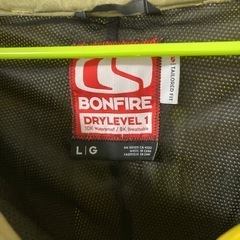 BONFIRE
DRYLEVEL 1
10K Waterproof / 8K Breathable
TAILORED FIT
L | G